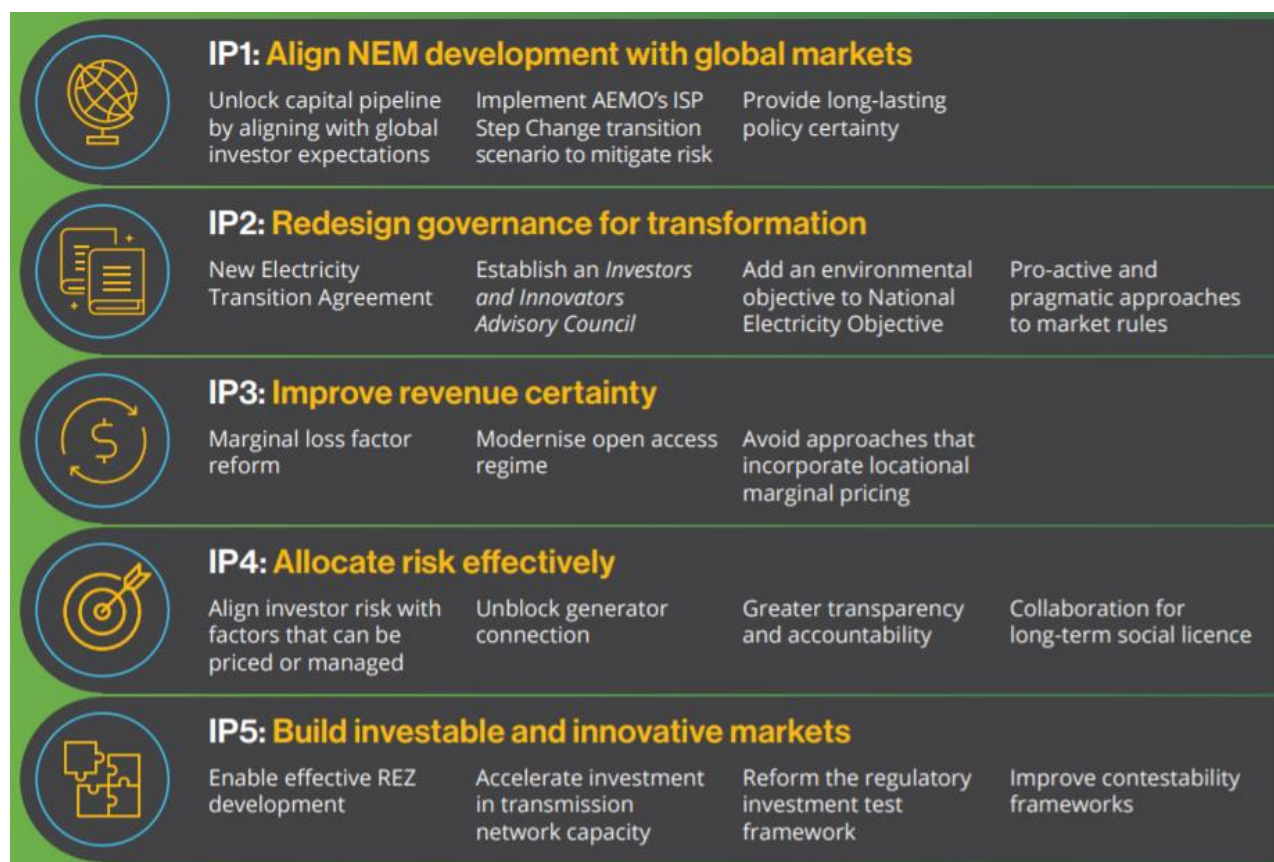 IP1: Align NEM development with global markets
Unlock capital pipeline
by aligning with global
investor expectations
Implement AEMO's ISP
Step Change transition
scenario to mitigate risk
Provide long-lasting
policy certainty
IP2: Redesign governance for transformation
New Electricity
Transition Agreement
Establish an Investors
and Innovators
Advisory Council
Add an environmental
objective to National
Electricity Objective
Pro-active and
pragmatic approaches
to market rules
IP3: Improve revenue certainty
Marginal loss factor
reform
Modernise open access
regime
Avoid approaches that
incorporate locational
marginal pricing
IP4: Allocate risk effectively
Align investor risk with
factors that can be
priced or managed
Unblock generator
connection
Greater transparency
and accountability
Collaboration for
long-term social licence
IP5: Build investable and innovative markets
Enable effective REZ
development
Accelerate investment
in transmission
network capacity
Reform the regulatory
investment test
framework
Improve contestability
frameworks